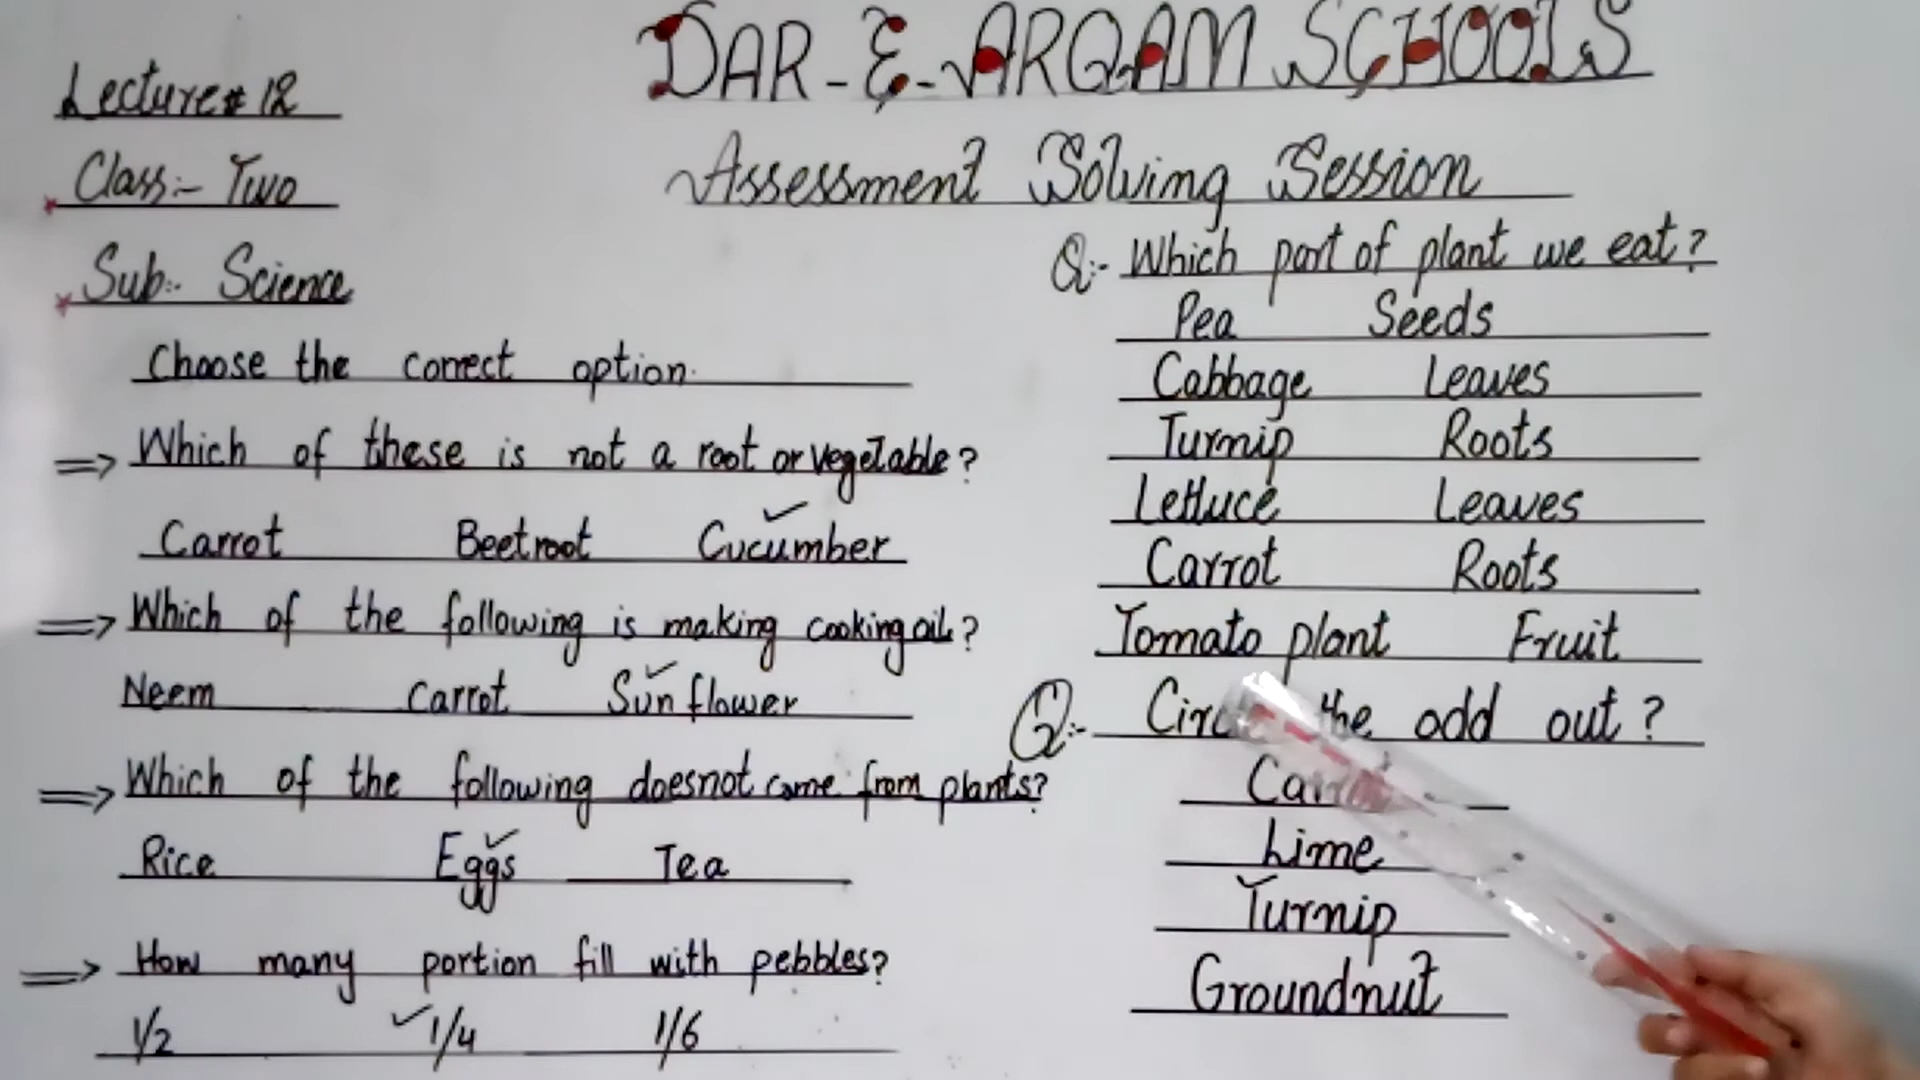 DAR-E-ARQAM SCHOOLS
Assessment Solving Session
Lecture# 12
Class:- Two
Sub:. Science
Choose the correct option.
⇒ Which of these is not a root or vegetable?
Carrot Beetroot Cucumber ✓
⇒ Which of the following is making cooking oil?
Neem Carrot Sunflower ✓
⇒ Which of the following doesnot come from plants?
Rice Eggs ✓ Tea
⇒ How many portion fill with pebbles?
1/2 ✓1/4 1/6
Q:- Which part of plant we eat?
Pea Seeds
Cabbage Leaves
Turnip Roots
Lettuce Leaves
Carrot Roots
Tomato plant Fruit
Q:- Circle the odd out?
Lime
Turnip
Groundnut